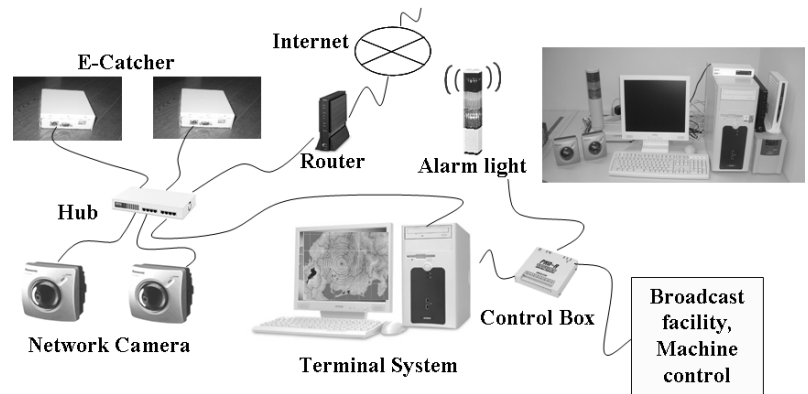 Internet
E-Catcher
Router
Alarm light
Hub
Network Camera
Terminal System
Control Box
Broadcast
facility,
Machine
control